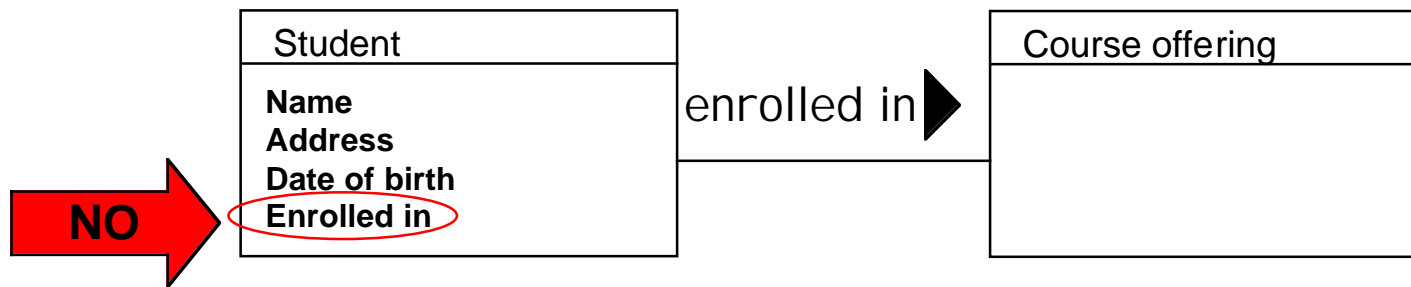 Student
Name
Address
Date of birth
Enrolled in
NO
enrolled in
Course offering